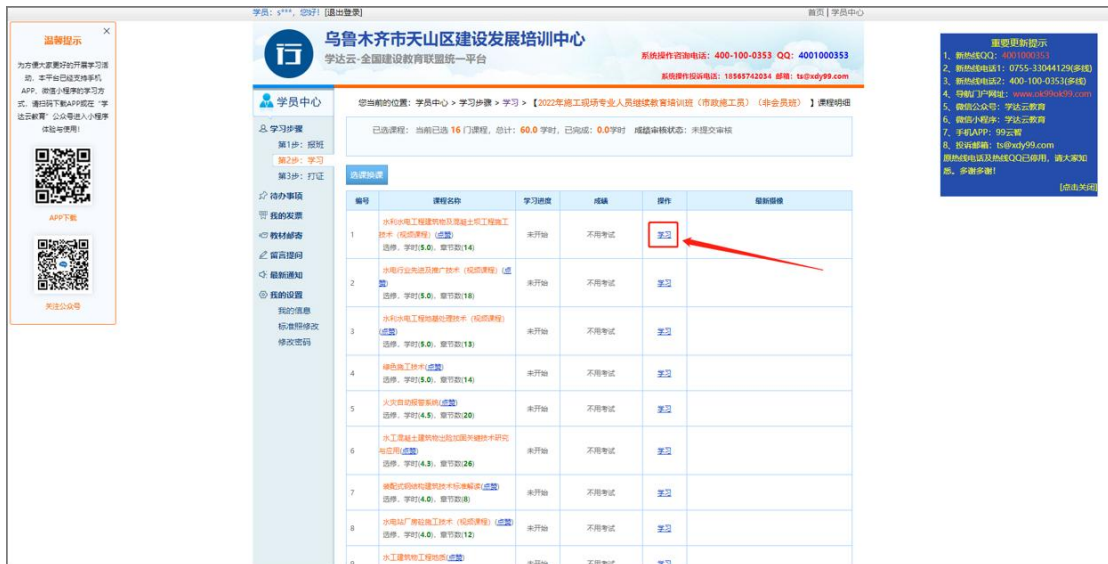 学员：s***，您好！[退出登录]
首页 | 学员中心
温馨提示
为方便大家更好的开展学习活
动，本平台已经支持手机
APP、微信小程序的学习方
式，请扫码下载APP或在“学
达云教育”公众号进入小程序
体验与使用！
APP下载
关注公众号
行
乌鲁木齐市天山区建设发展培训中心
学达云-全国建设教育联盟统一平台
系统操作咨询电话：400-100-0353 QQ：4001000353
系统操作投诉电话：18565742034 邮箱：ts@xdy99.com
重要更新提示
1、新热线QQ：4001000353
2、新热线电话1：0755-33044129(多线)
3、新热线电话2：400-100-0353(多线)
4、导航门户网址：www.ok99ok99.com
5、微信公众号：学达云教育
6、微信小程序：学达云教育
7、手机APP：99云智
8、投诉邮箱：ts@xdy99.com
原热线电话及热线QQ已停用，请大家知
悉。多谢多谢！
[点击关闭]
学员中心
学习步骤
第1步：报班
第2步：学习
第3步：打证
待办事项
我的发票
教材邮寄
留言提问
最新通知
我的设置
我的信息
标准照修改
修改密码
您当前的位置：学员中心 > 学习步骤 > 学习 > 【2022年施工现场专业人员继续教育培训班（市政施工员）（非会员班） 】课程明细
已选课程：当前已选 16 门课程，总计：60.0 学时，已完成：0.0学时 成绩审核状态：未提交审核
选课换课
编号 课程名称 学习进度 成绩 操作 最新摄像
1 水利水电工程建筑物及混凝土坝工程施工
技术（视频课程）(点赞) 未开始 不用考试 学习
选修，学时(5.0)，章节数(14)
2 水电行业先进及推广技术（视频课程）(点
赞) 未开始 不用考试 学习
选修，学时(5.0)，章节数(18)
3 水利水电工程地基处理技术（视频课程）
(点赞) 未开始 不用考试 学习
选修，学时(5.0)，章节数(13)
4 绿色施工技术(点赞) 未开始 不用考试 学习
选修，学时(5.0)，章节数(14)
5 火灾自动报警系统(点赞) 未开始 不用考试 学习
选修，学时(4.5)，章节数(20)
6 水工混凝土建筑物出险加固关键技术研究
与应用(点赞) 未开始 不用考试 学习
选修，学时(4.3)，章节数(26)
7 装配式钢结构建筑技术标准解读(点赞) 未开始 不用考试 学习
选修，学时(4.0)，章节数(8)
8 水电站厂房砼施工技术（视频课程）(点赞) 未开始 不用考试 学习
选修，学时(4.0)，章节数(12)
水工建筑物工程地质(点赞)